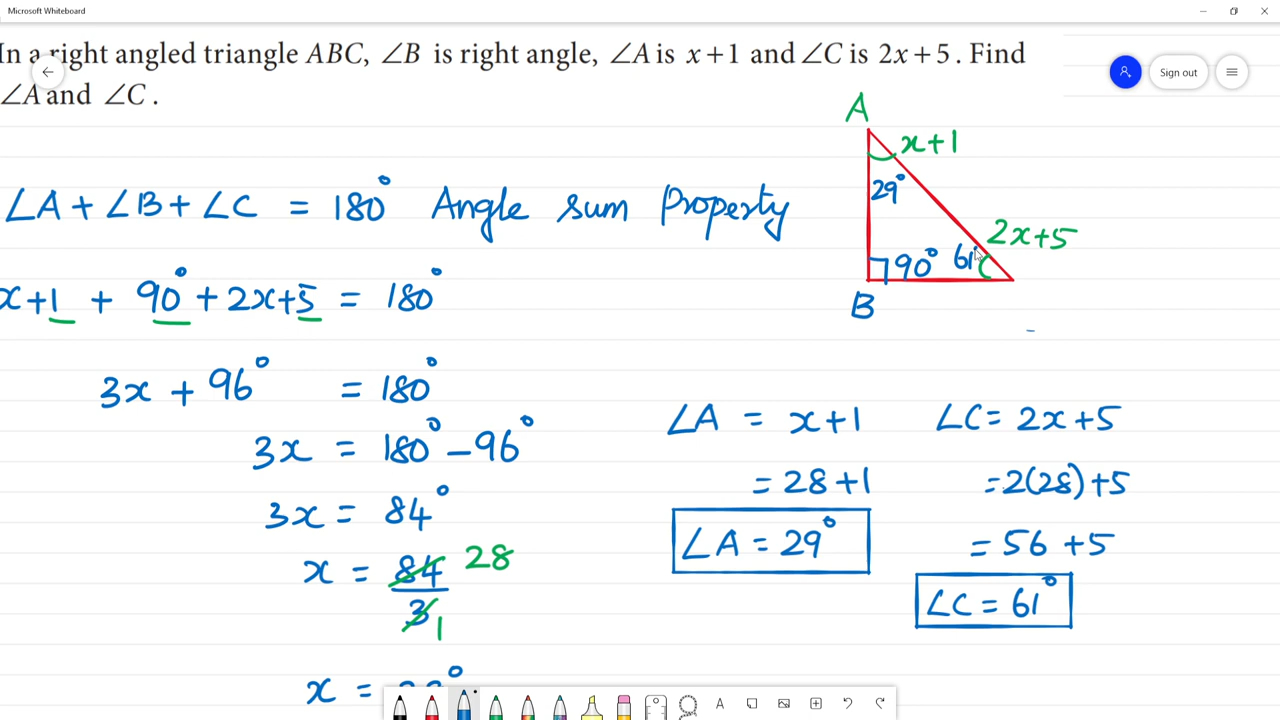 Microsoft Whiteboard
In a right angled triangle ABC, ∠B is right angle, ∠A is x+1 and ∠C is 2x+5. Find
∠A and ∠C.
Sign out
A
x+1
29°
2x+5
90° 61° C
B
∠A + ∠B + ∠C = 180° Angle sum Property
x+1 + 90° + 2x+5 = 180°
3x + 96° = 180°
3x = 180° - 96°
3x = 84°
x = 84/3 28
1
x =
∠A = x+1
= 28+1
∠A = 29°
∠C = 2x+5
= 2(28)+5
= 56 +5
∠C = 61°
A